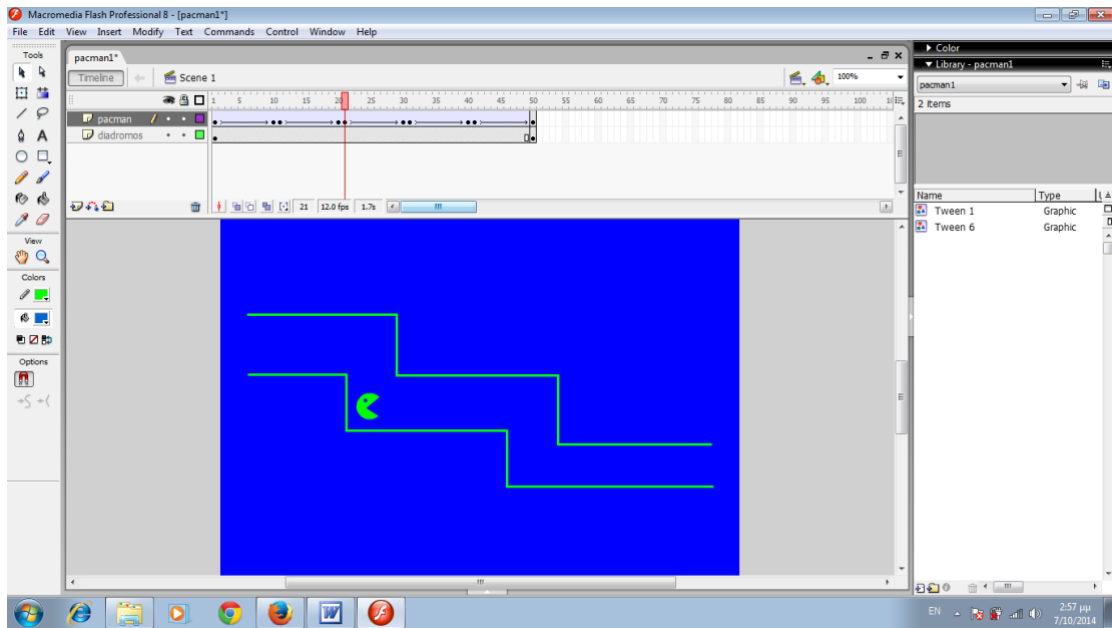 Macromedia Flash Professional 8 - [pacman1*]
File Edit View Insert Modify Text Commands Control Window Help
Tools
View
Colors
Options
pacman1*
Timeline
Scene 1
100%
1 5 10 15 20 25 30 35 40 45 50 55 60 65 70 75 80 85 90 95 100
pacman
diadromos
21 12.0 fps 1.7s
Color
Library - pacman1
pacman1
2 items
Name Type
Tween 1 Graphic
Tween 6 Graphic
EN
2:57 μμ
7/10/2014